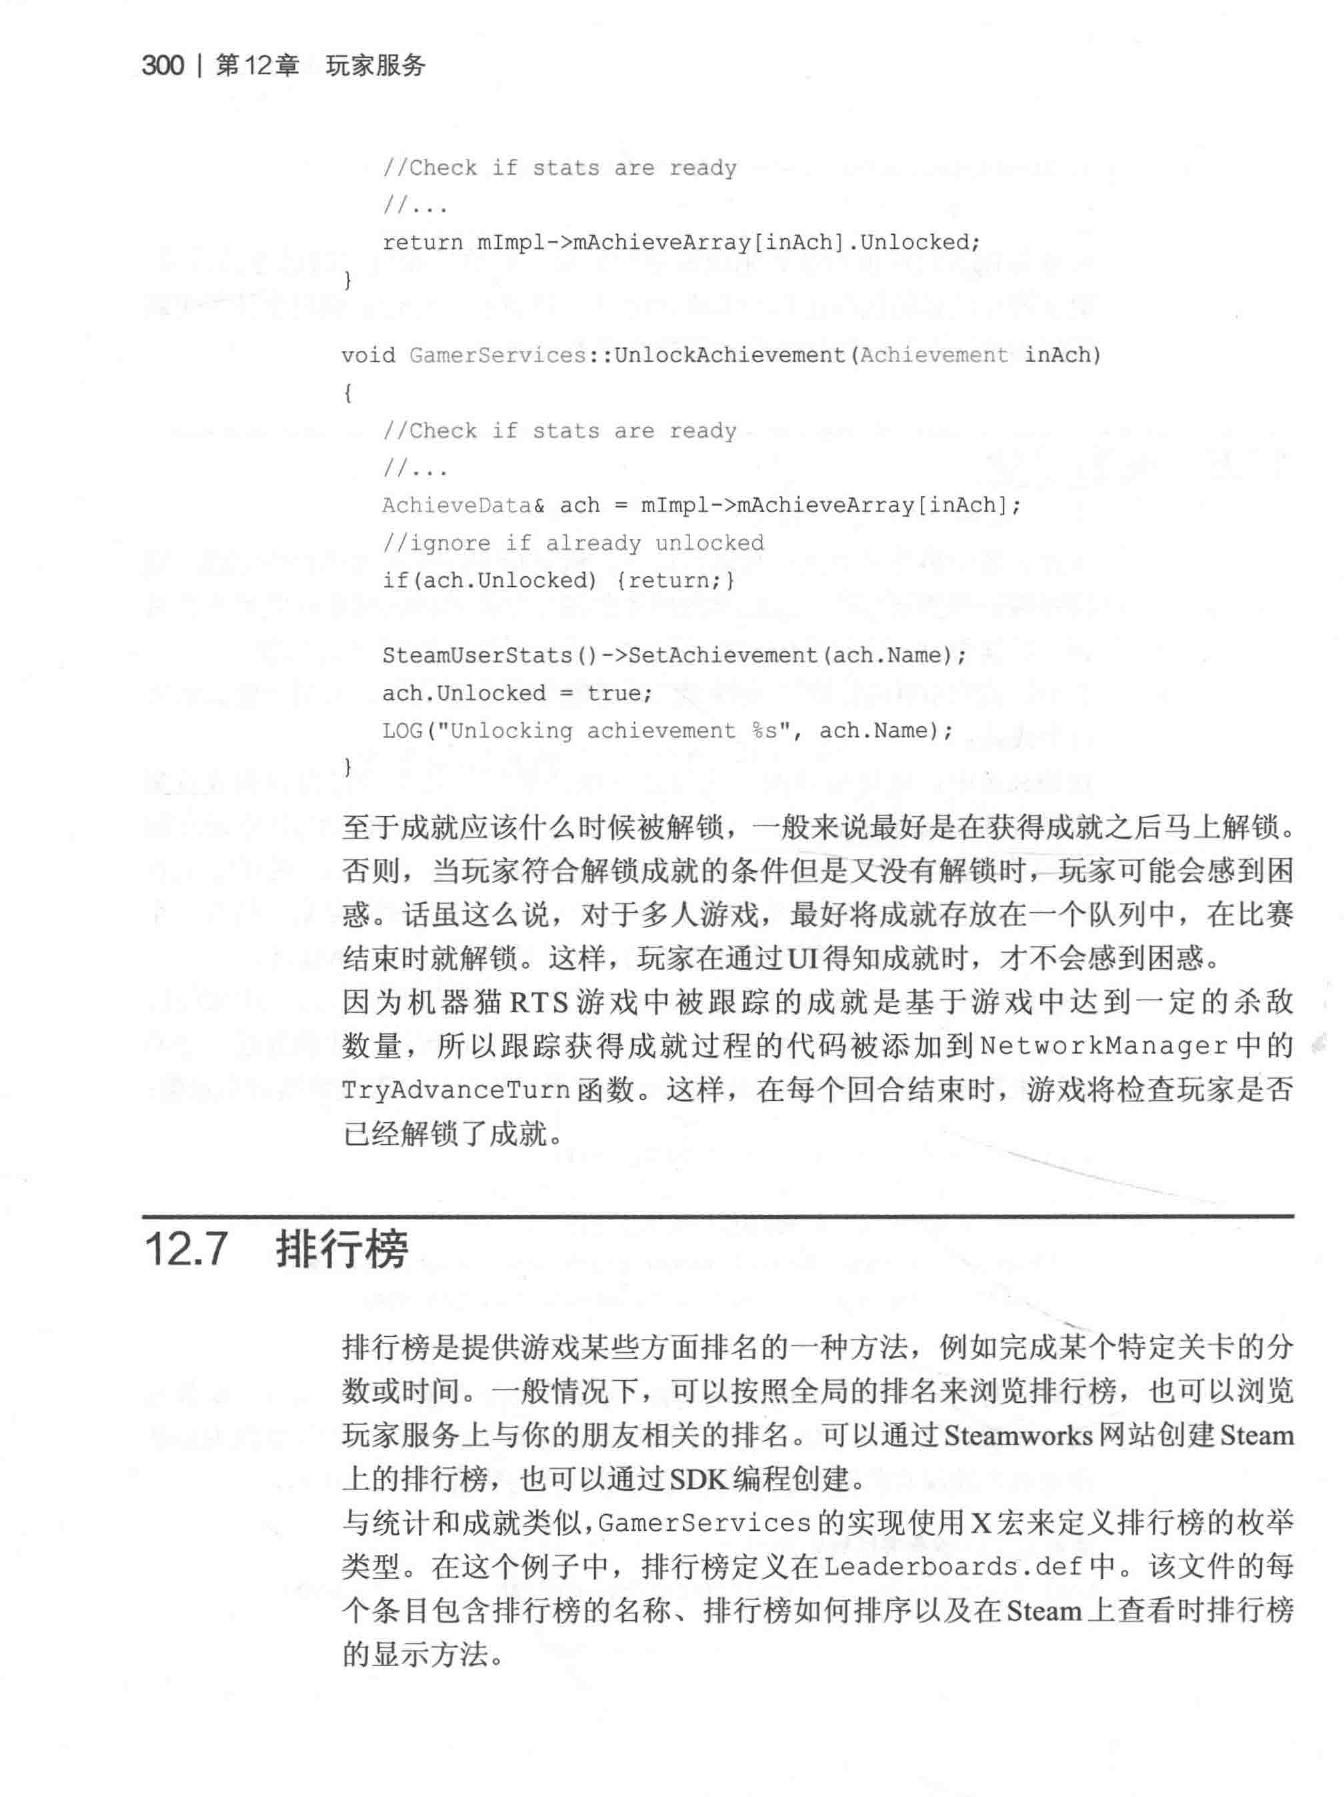 300 | 第12章 玩家服务
//Check if stats are ready
//...
return mImpl->mAchieveArray[inAch].Unlocked;
}
void GamerServices::UnlockAchievement(Achievement inAch)
{
//Check if stats are ready
//...
AchieveData& ach = mImpl->mAchieveArray[inAch];
//ignore if already unlocked
if(ach.Unlocked) {return;}
SteamUserStats()->SetAchievement(ach.Name);
ach.Unlocked = true;
LOG("Unlocking achievement %s", ach.Name);
}
至于成就应该什么时候被解锁，一般来说最好是在获得成就之后马上解锁。
否则，当玩家符合解锁成就的条件但是又没有解锁时，玩家可能会感到困
惑。话虽这么说，对于多人游戏，最好将成就存放在一个队列中，在比赛
结束时就解锁。这样，玩家在通过UI得知成就时，才不会感到困惑。
因为机器猫RTS游戏中被跟踪的成就是基于游戏中达到一定的杀敌
数量，所以跟踪获得成就过程的代码被添加到NetworkManager中的
TryAdvanceTurn函数。这样，在每个回合结束时，游戏将检查玩家是否
已经解锁了成就。
12.7 排行榜
排行榜是提供游戏某些方面排名的一种方法，例如完成某个特定关卡的分
数或时间。一般情况下，可以按照全局的排名来浏览排行榜，也可以浏览
玩家服务上与你的朋友相关的排名。可以通过Steamworks网站创建Steam
上的排行榜，也可以通过SDK编程创建。
与统计和成就类似，GamerServices的实现使用X宏来定义排行榜的枚举
类型。在这个例子中，排行榜定义在Leaderboards.def中。该文件的每
个条目包含排行榜的名称、排行榜如何排序以及在Steam上查看时排行榜
的显示方法。